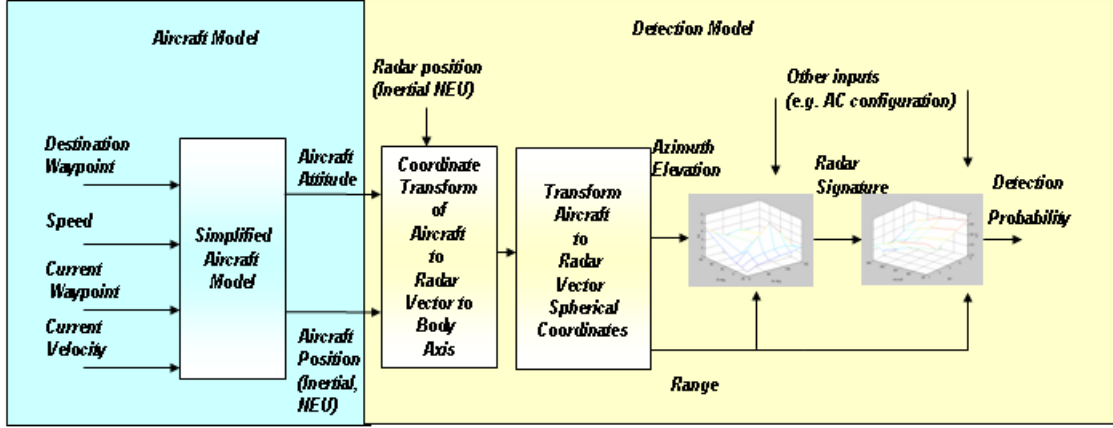 Aircraft Model
Detection Model
Radar position
(Inertial NEU)
Other inputs
(e.g. AC configuration)
Destination
Waypoint
Speed
Current
Waypoint
Current
Velocity
Simplified
Aircraft
Model
Aircraft
Attitude
Aircraft
Position
(Inertial,
NEU)
Coordinate
Transform
of
Aircraft
to
Radar
Vector to
Body
Axis
Transform
Aircraft
to
Radar
Vector
Spherical
Coordinates
Azimuth
Elevation
Radar
Signature
Detection
Probability
Range